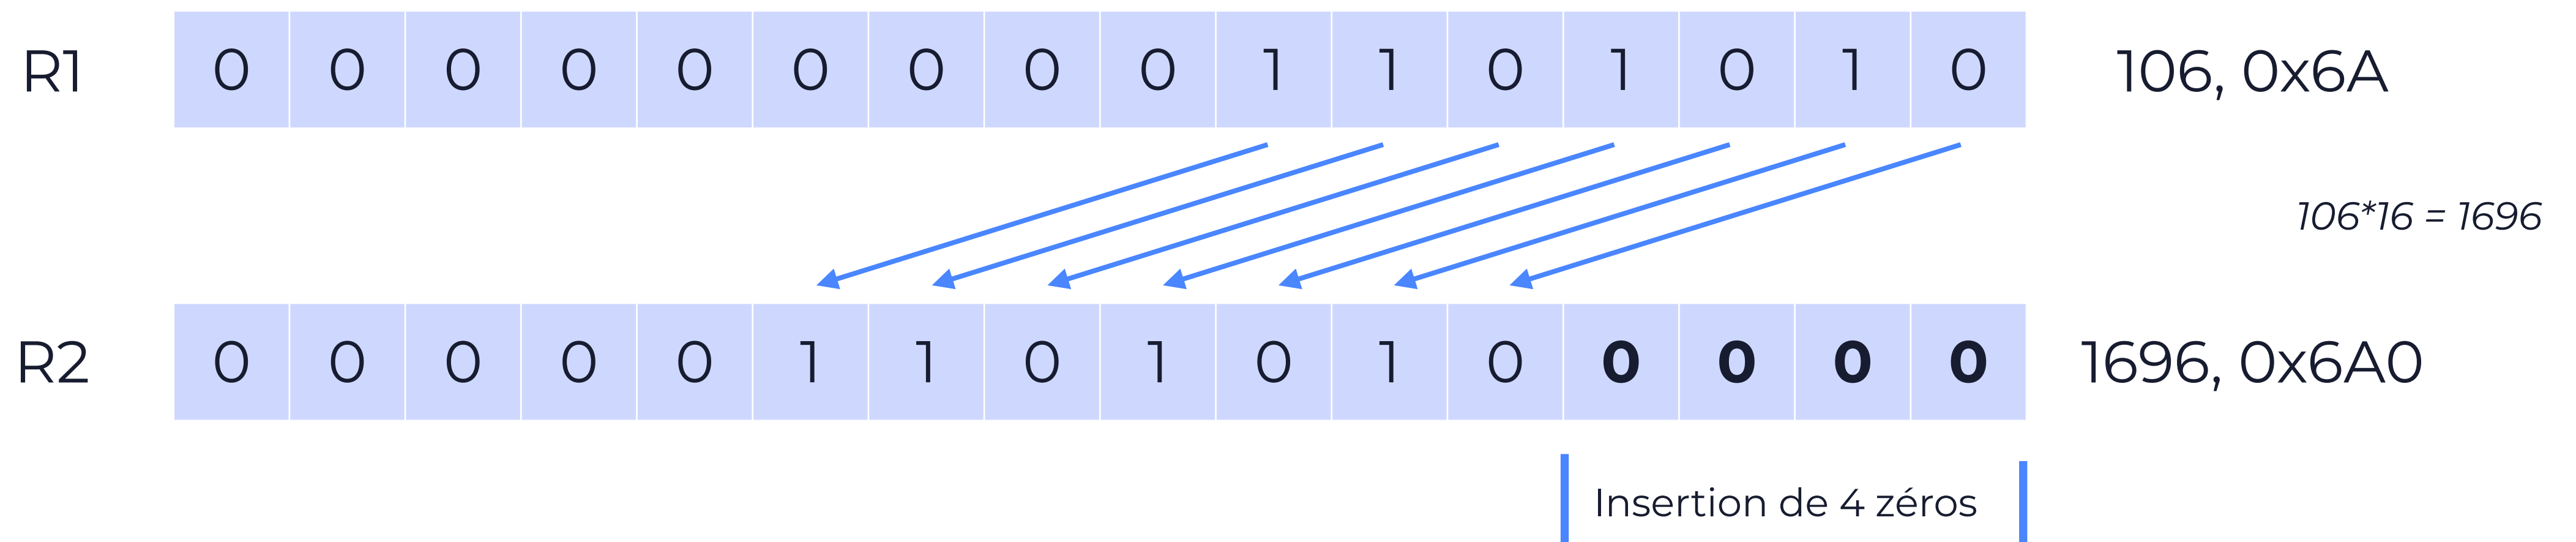 R1 0 0 0 0 0 0 0 0 0 1 1 0 1 0 1 0 106, 0x6A
106*16 = 1696
R2 0 0 0 0 0 1 1 0 1 0 1 0 0 0 0 0 1696, 0x6A0
Insertion de 4 zéros